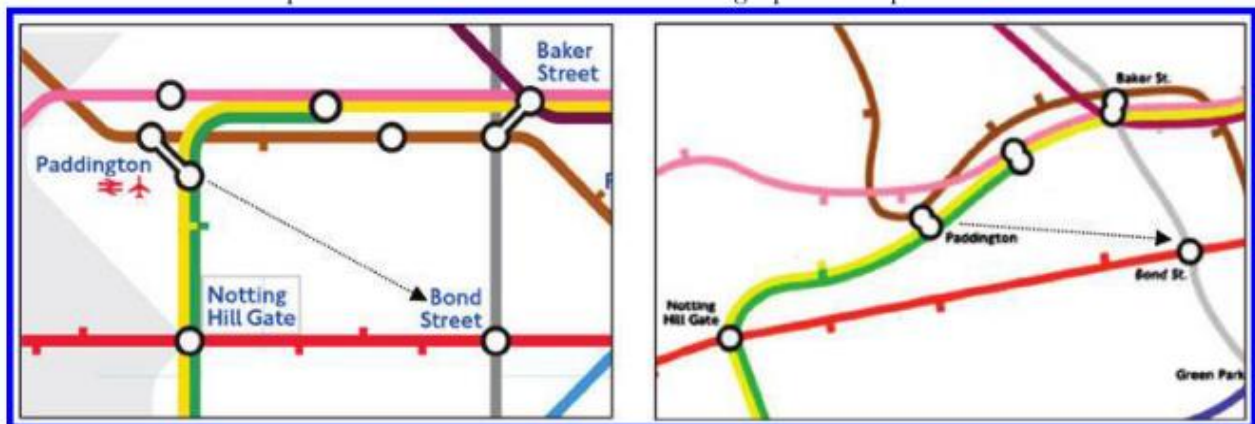 Baker
Street
Paddington
Notting
Hill Gate
Bond
Street
Baker St.
Paddington
Bond St.
Notting
Hill Gate
Green Park